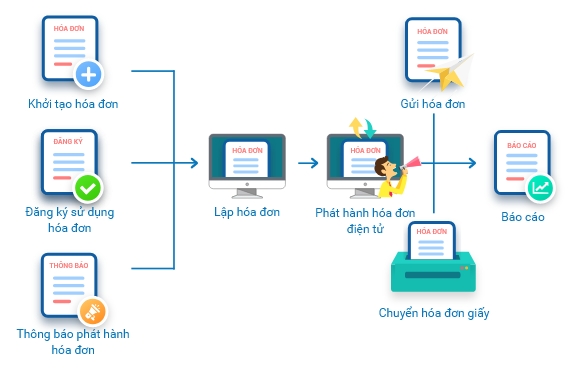 HÓA ĐƠN
Khởi tạo hóa đơn
ĐĂNG KÝ
Đăng ký sử dụng
hóa đơn
THÔNG BÁO
Thông báo phát hành
hóa đơn
HÓA ĐƠN
Lập hóa đơn
HÓA ĐƠN
Phát hành hóa đơn
điện tử
HÓA ĐƠN
Gửi hóa đơn
HÓA ĐƠN
Chuyển hóa đơn giấy
BÁO CÁO
Báo cáo